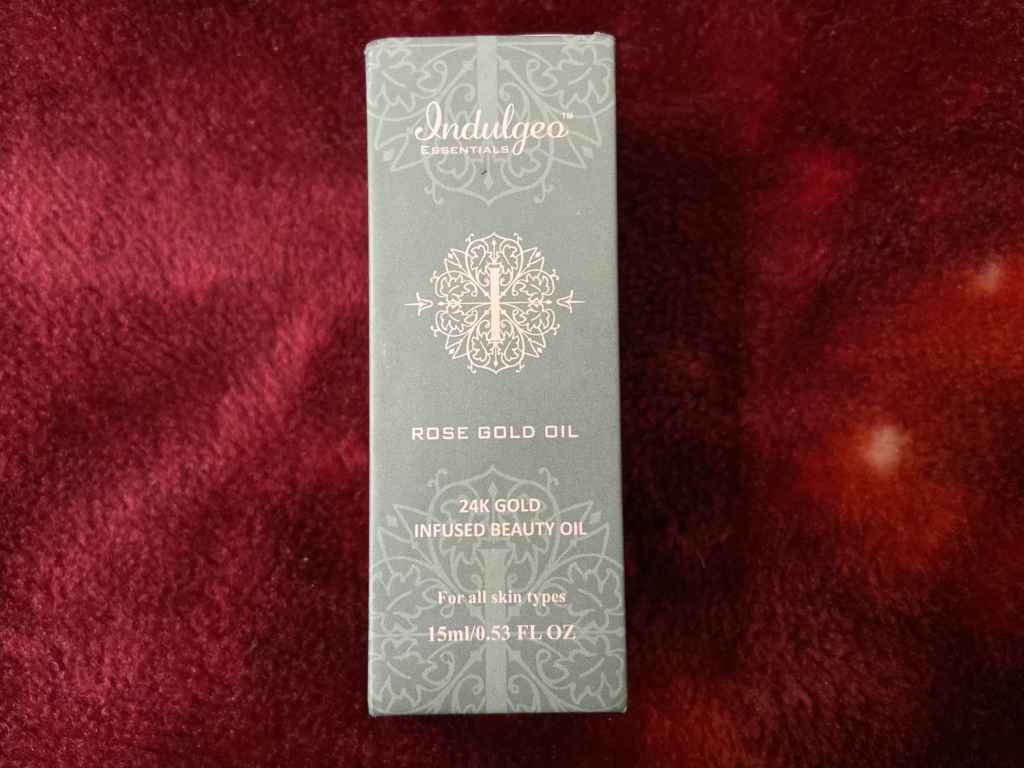 Indulgeo™
ESSENTIALS
ROSE GOLD OIL
24K GOLD
INFUSED BEAUTY OIL
For all skin types
15ml/0.53 FL OZ